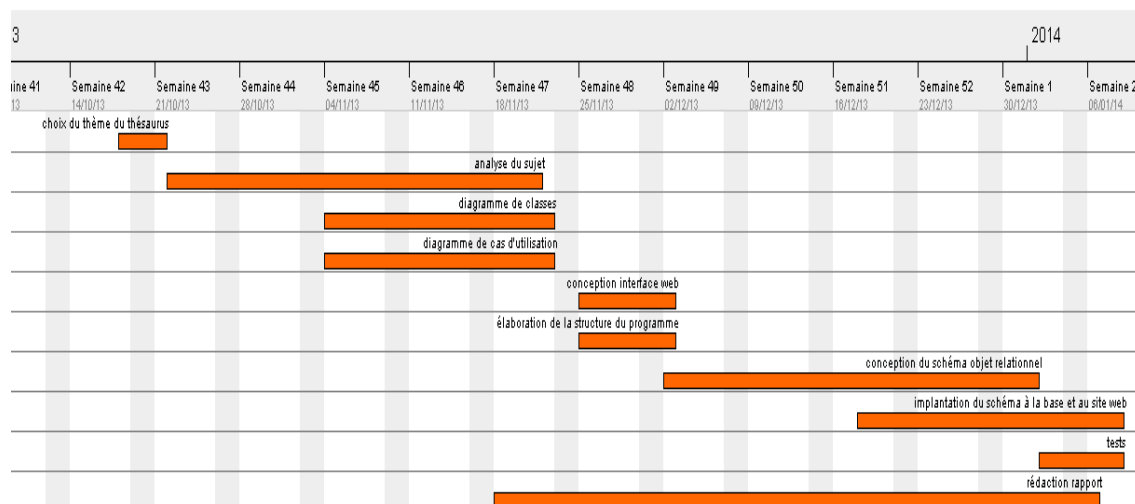 3
2014
ine 41
Semaine 42
Semaine 43
Semaine 44
Semaine 45
Semaine 46
Semaine 47
Semaine 48
Semaine 49
Semaine 50
Semaine 51
Semaine 52
Semaine 1
Semaine 2
13
14/10/13
21/10/13
28/10/13
04/11/13
11/11/13
18/11/13
25/11/13
02/12/13
09/12/13
16/12/13
23/12/13
30/12/13
06/01/14
choix du thème du thésaurus
analyse du sujet
diagramme de classes
diagramme de cas d'utilisation
conception interface web
élaboration de la structure du programme
conception du schéma objet relationnel
implantation du schéma à la base et au site web
tests
rédaction rapport